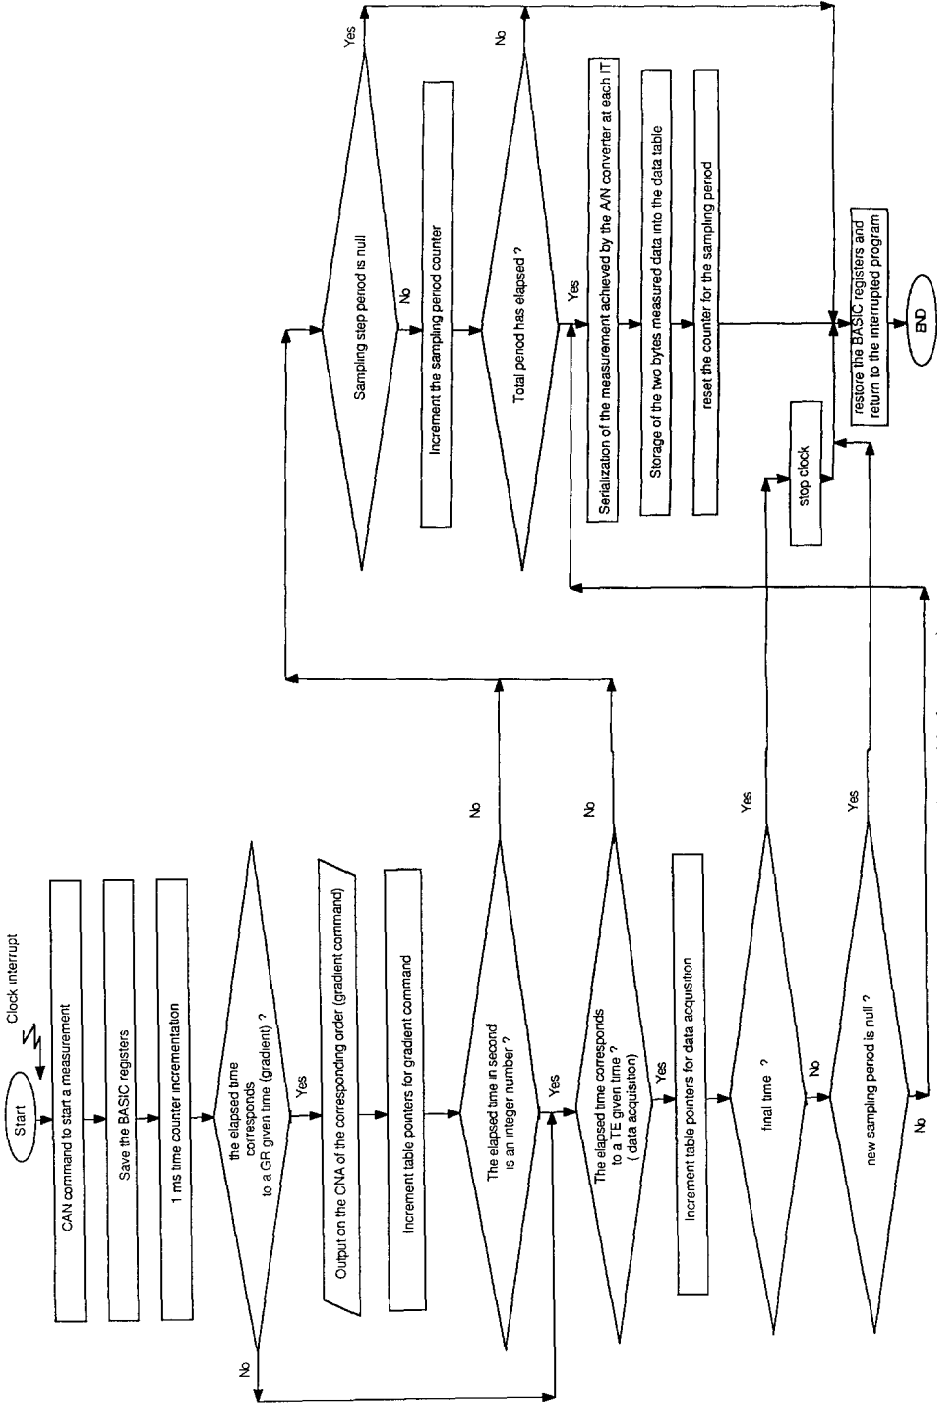 Clock interrupt
Start
CAN command to start a measurement
Save the BASIC registers
1 ms time counter incrementation
the elapsed time
corresponds
to a GR given time (gradient) ?
No
Yes
Output on the CNA of the corresponding order (gradient command)
Increment table pointers for gradient command
The elapsed time in second
is an integer number ?
No
Yes
The elapsed time corresponds
to a TE given time ?
( data acquisition)
No
Yes
Increment table pointers for data acquisition
final time ?
Yes
No
new sampling period is null ?
Yes
No
Sampling step period is null
Yes
No
Increment the sampling period counter
Total period has elapsed ?
No
Yes
Serialization of the measurement achieved by the A/N converter at each IT
Storage of the two bytes measured data into the data table
reset the counter for the sampling period
stop clock
restore the BASIC registers and
return to the interrupted program
END